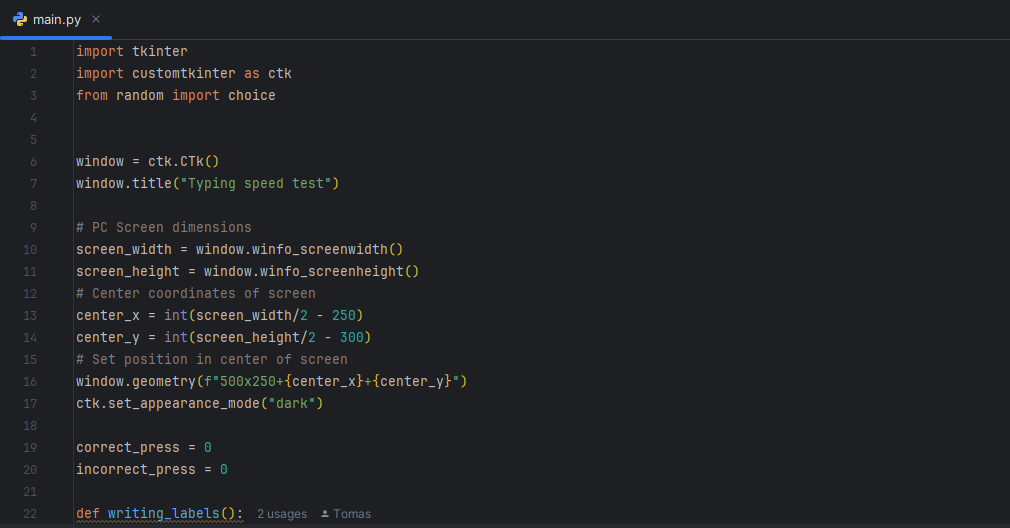 main.py
1 import tkinter
2 import customtkinter as ctk
3 from random import choice
4
5
6 window = ctk.CTk()
7 window.title("Typing speed test")
8
9 # PC Screen dimensions
10 screen_width = window.winfo_screenwidth()
11 screen_height = window.winfo_screenheight()
12 # Center coordinates of screen
13 center_x = int(screen_width/2 - 250)
14 center_y = int(screen_height/2 - 300)
15 # Set position in center of screen
16 window.geometry(f"500x250+{center_x}+{center_y}")
17 ctk.set_appearance_mode("dark")
18
19 correct_press = 0
20 incorrect_press = 0
21
22 def writing_labels(): 2 usages Tomas